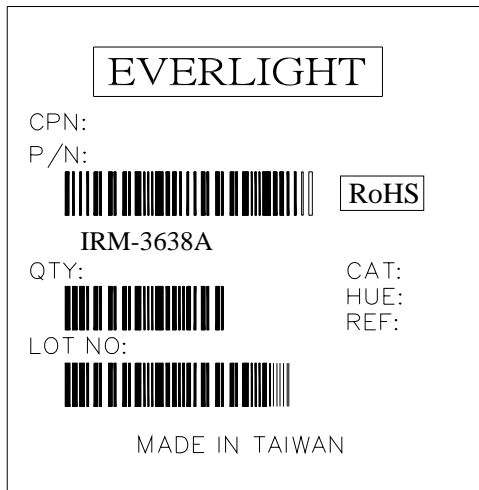 EVERLIGHT
CPN:
P/N:
RoHS
IRM-3638A
QTY:
CAT:
HUE:
REF:
LOT NO:
MADE IN TAIWAN